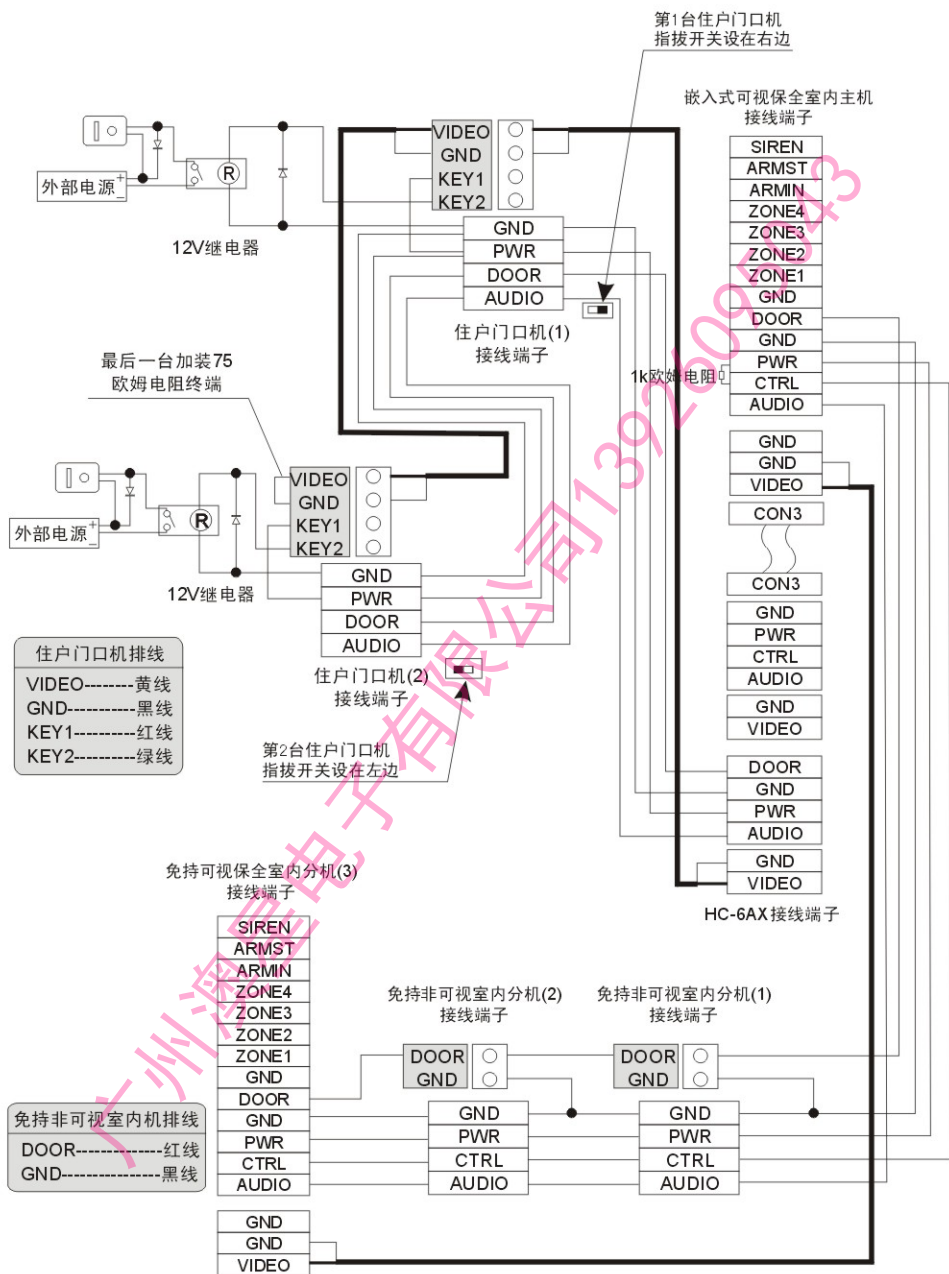 第1台住户门口机
指拔开关设在右边
嵌入式可视保全室内主机
接线端子
SIREN
ARMST
ARMIN
ZONE4
ZONE3
ZONE2
ZONE1
GND
DOOR
GND
PWR
CTRL
AUDIO
1k欧姆电阻
GND
GND
VIDEO
CON3
CON3
GND
PWR
CTRL
AUDIO
GND
VIDEO
DOOR
GND
PWR
AUDIO
GND
VIDEO
HC-6AX接线端子
外部电源
+
-
R
12V继电器
VIDEO
GND
KEY1
KEY2
GND
PWR
DOOR
AUDIO
住户门口机(1)
接线端子
最后一台加装75
欧姆电阻终端
外部电源
+
-
R
12V继电器
VIDEO
GND
KEY1
KEY2
GND
PWR
DOOR
AUDIO
住户门口机(2)
接线端子
第2台住户门口机
指拔开关设在左边
住户门口机排线
VIDEO--------黄线
GND----------黑线
KEY1---------红线
KEY2---------绿线
免持可视保全室内分机(3)
接线端子
SIREN
ARMST
ARMIN
ZONE4
ZONE3
ZONE2
ZONE1
GND
DOOR
GND
PWR
CTRL
AUDIO
GND
GND
VIDEO
免持非可视室内分机(2)
接线端子
DOOR
GND
GND
PWR
CTRL
AUDIO
免持非可视室内分机(1)
接线端子
DOOR
GND
GND
PWR
CTRL
AUDIO
免持非可视室内机排线
DOOR-------------红线
GND--------------黑线
广州澳星电子有限公司13926095043